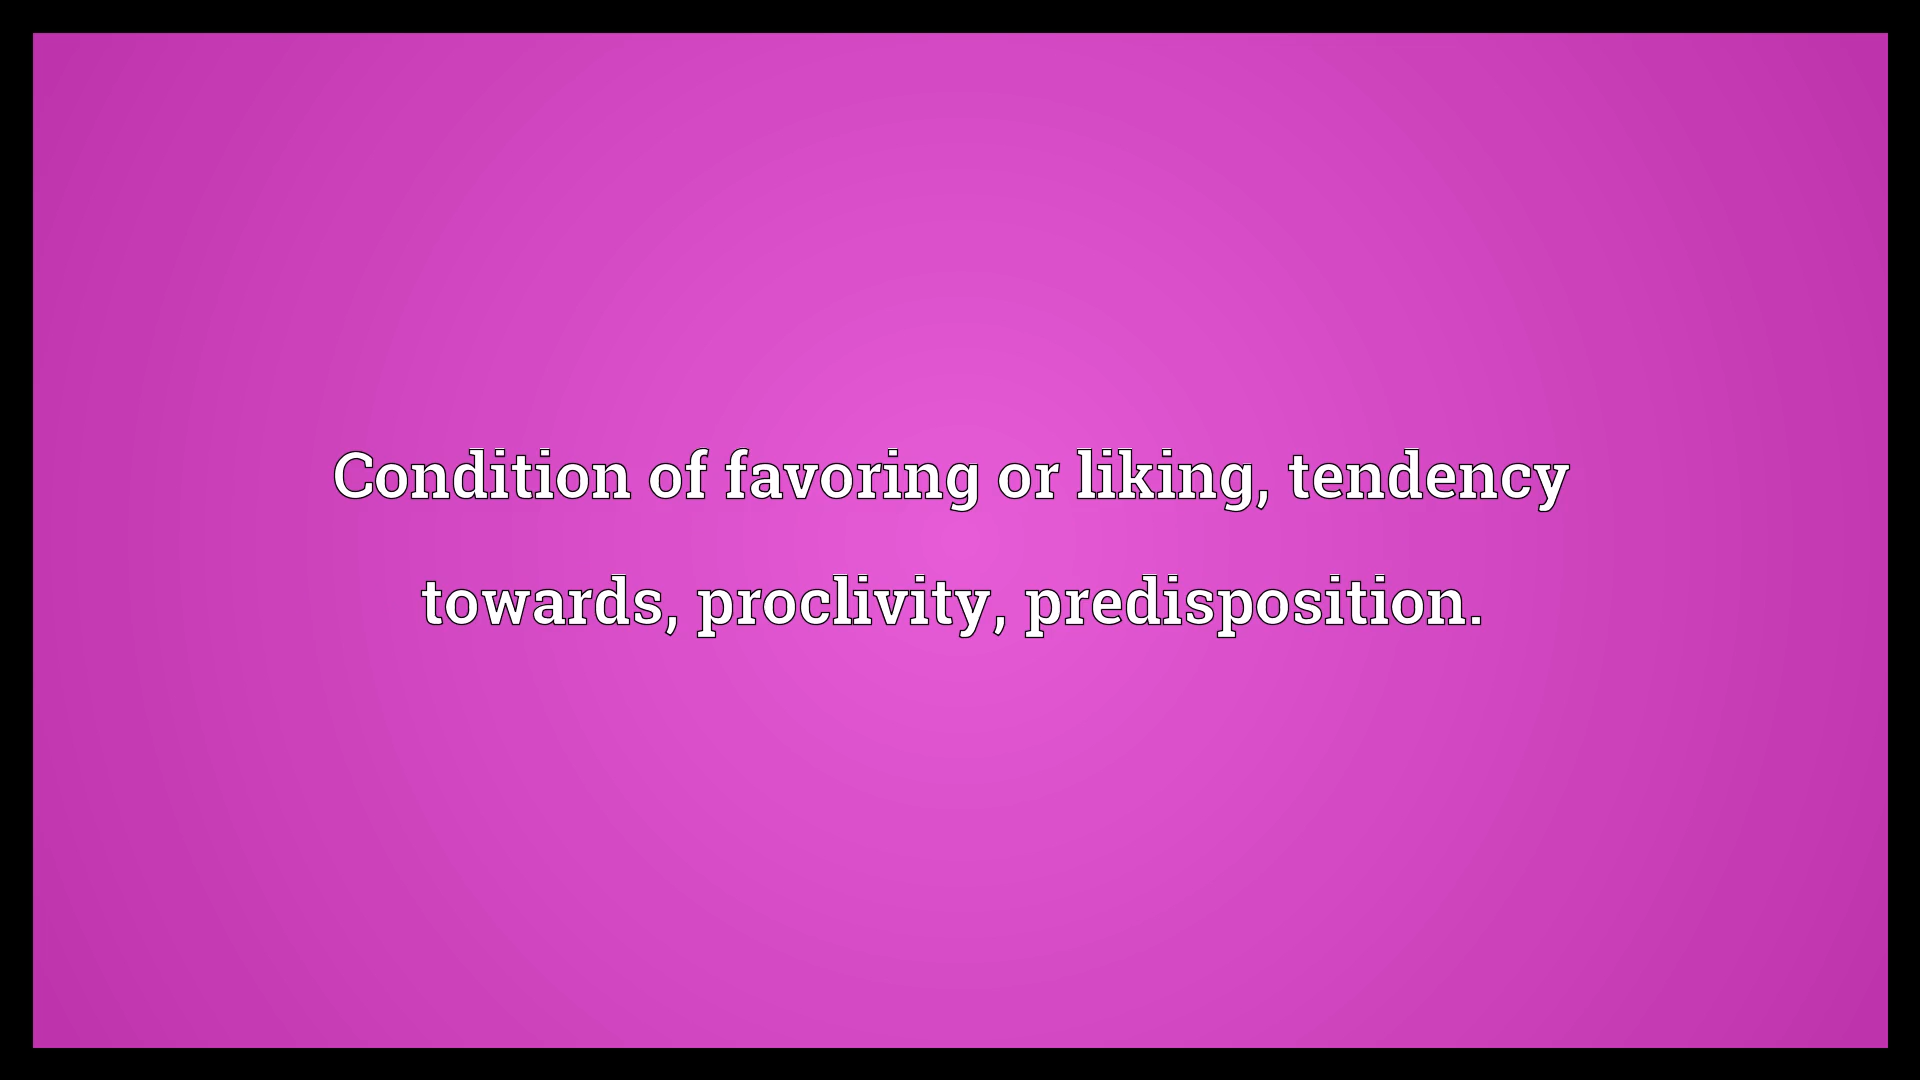 Condition of favoring or liking, tendency
towards, proclivity, predisposition.